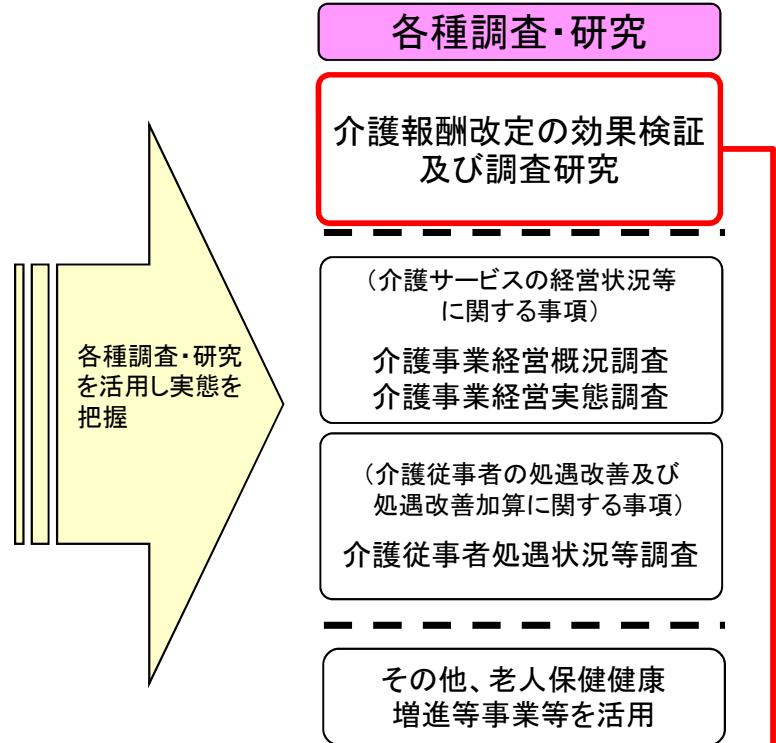 各種調査・研究
介護報酬改定の効果検証
及び調査研究
（介護サービスの経営状況等
に関する事項）
介護事業経営概況調査
介護事業経営実態調査
各種調査・研究
を活用し実態を
把握
（介護従事者の処遇改善及び
処遇改善加算に関する事項）
介護従事者処遇状況等調査
その他、老人保健健康
増進等事業等を活用